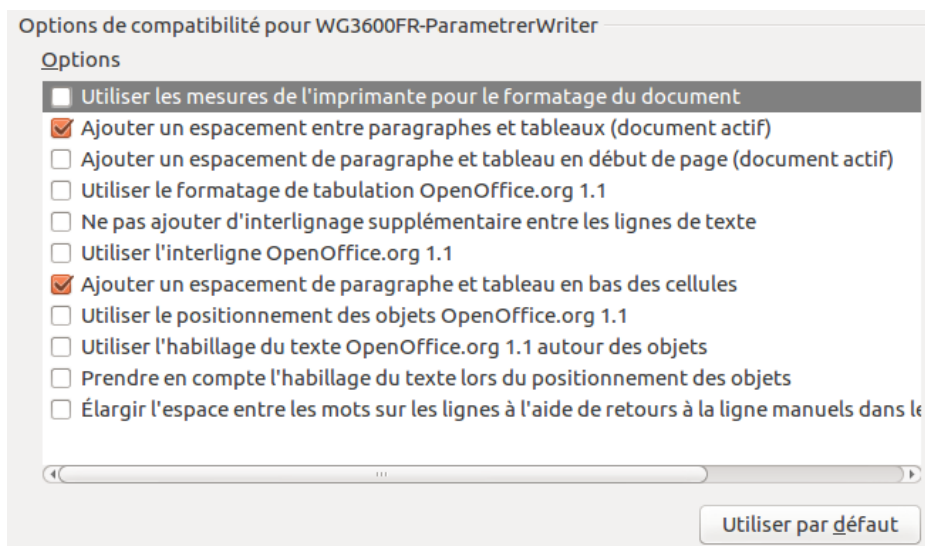 Options de compatibilité pour WG3600FR-ParametrerWriter
Options
Utiliser les mesures de l'imprimante pour le formatage du document
Ajouter un espacement entre paragraphes et tableaux (document actif)
Ajouter un espacement de paragraphe et tableau en début de page (document actif)
Utiliser le formatage de tabulation OpenOffice.org 1.1
Ne pas ajouter d'interlignage supplémentaire entre les lignes de texte
Utiliser l'interligne OpenOffice.org 1.1
Ajouter un espacement de paragraphe et tableau en bas des cellules
Utiliser le positionnement des objets OpenOffice.org 1.1
Utiliser l'habillage du texte OpenOffice.org 1.1 autour des objets
Prendre en compte l'habillage du texte lors du positionnement des objets
Élargir l'espace entre les mots sur les lignes à l'aide de retours à la ligne manuels dans
Utiliser par défaut